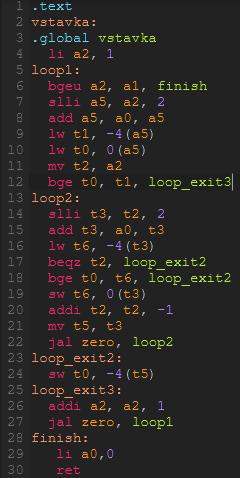 1 .text
2 vstavka:
3 .global vstavka
4 li a2, 1
5 loop1:
6 bgeu a2, a1, finish
7 slli a5, a2, 2
8 add a5, a0, a5
9 lw t1, -4(a5)
10 lw t0, 0(a5)
11 mv t2, a2
12 bge t0, t1, loop_exit3
13 loop2:
14 slli t3, t2, 2
15 add t3, a0, t3
16 lw t6, -4(t3)
17 beqz t2, loop_exit2
18 bge t0, t6, loop_exit2
19 sw t6, 0(t3)
20 addi t2, t2, -1
21 mv t5, t3
22 jal zero, loop2
23 loop_exit2:
24 sw t0, -4(t5)
25 loop_exit3:
26 addi a2, a2, 1
27 jal zero, loop1
28 finish:
29 li a0,0
30 ret